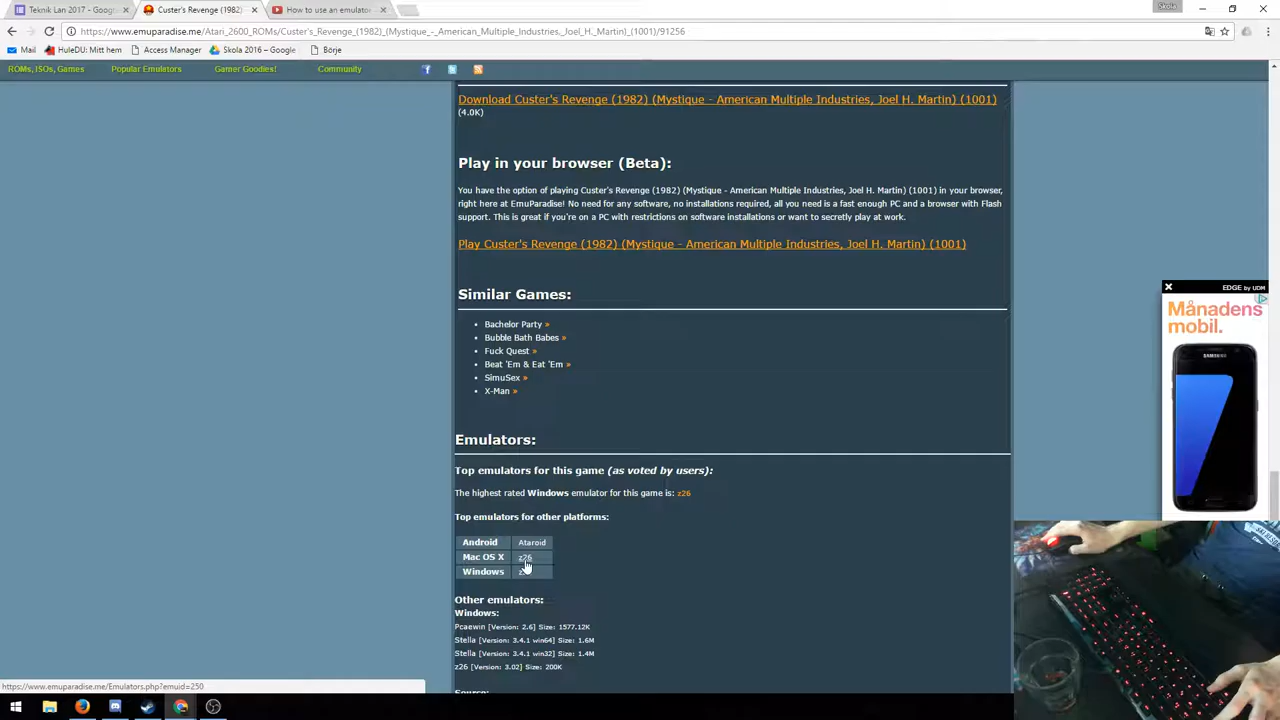 Teknik Lan 2017 - Googl
Custer's Revenge (1982)
How to use an emulator
Skola
https://www.emuparadise.me/Atari_2600_ROMs/Custer's_Revenge_(1982)_(Mystique_-_American_Multiple_Industries,_Joel_H._Martin)_(1001)/91256
Mail
HuleDU: Mitt hem
Access Manager
Skola 2016 – Google
Börje
ROMs, ISOs, Games
Popular Emulators
Gamer Goodies!
Community
Download Custer's Revenge (1982) (Mystique - American Multiple Industries, Joel H. Martin) (1001)
(4.0K)
Play in your browser (Beta):
You have the option of playing Custer's Revenge (1982) (Mystique - American Multiple Industries, Joel H. Martin) (1001) in your browser,
right here at EmuParadise! No need for any software, no installations required, all you need is a fast enough PC and a browser with Flash
support. This is great if you're on a PC with restrictions on software installations or want to secretly play at work.
Play Custer's Revenge (1982) (Mystique - American Multiple Industries, Joel H. Martin) (1001)
Similar Games:
Bachelor Party »
Bubble Bath Babes »
Fuck Quest »
Beat 'Em & Eat 'Em »
SimuSex »
X-Man »
EDGE by UDM
Månadens
mobil.
SAMSUNG
Emulators:
Top emulators for this game (as voted by users):
The highest rated Windows emulator for this game is: z26
Top emulators for other platforms:
Android Ataroid
Mac OS X z26
Windows
Other emulators:
Windows:
Pcaewin [Version: 2.6] Size: 1577.12K
Stella [Version: 3.4.1 win64] Size: 1.6M
Stella [Version: 3.4.1 win32] Size: 1.4M
z26 [Version: 3.02] Size: 200K
https://www.emuparadise.me/Emulators.php?emuid=250